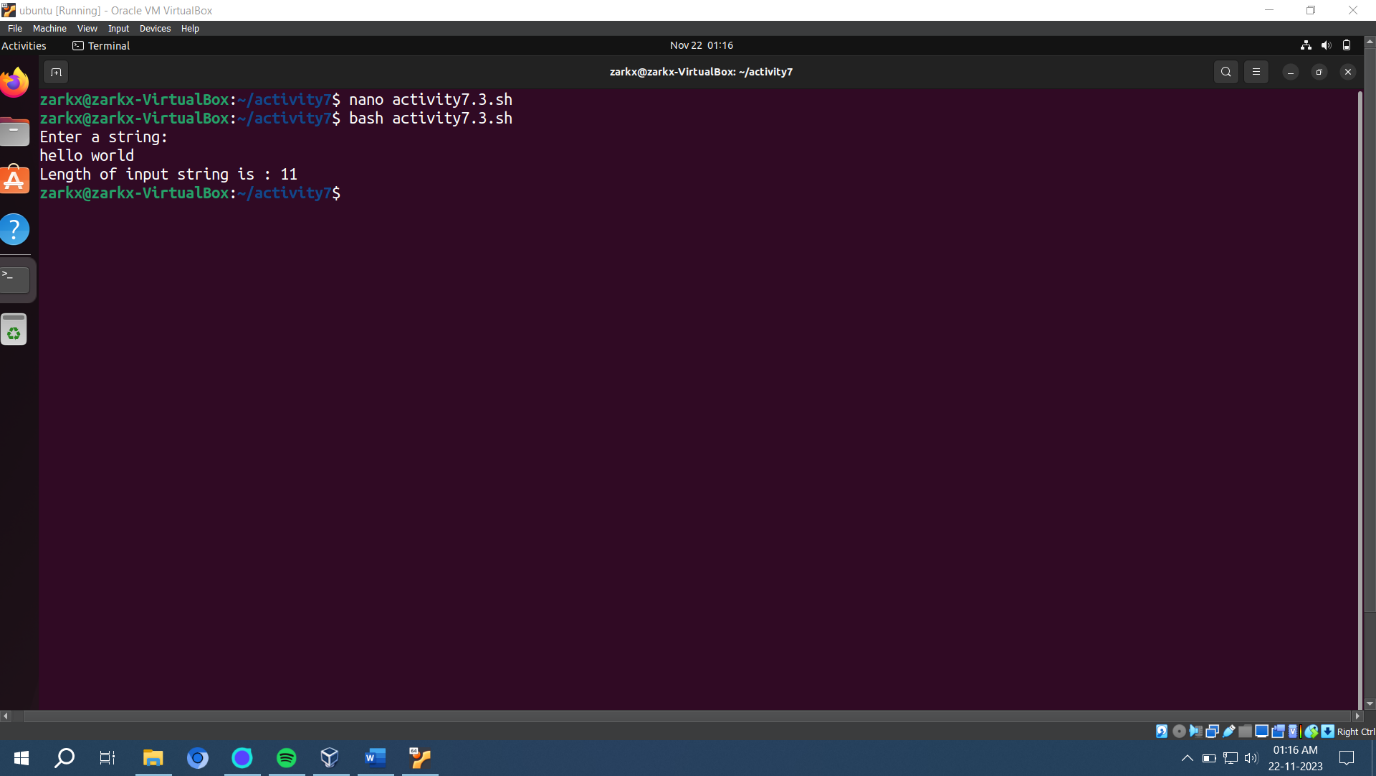 ubuntu [Running] - Oracle VM VirtualBox
File Machine View Input Devices Help
Activities Terminal Nov 22 01:16
zarkx@zarkx-VirtualBox: ~/activity7
zarkx@zarkx-VirtualBox:~/activity7$ nano activity7.3.sh
zarkx@zarkx-VirtualBox:~/activity7$ bash activity7.3.sh
Enter a string:
hello world
Length of input string is : 11
zarkx@zarkx-VirtualBox:~/activity7$
Right Ctrl
01:16 AM
22-11-2023